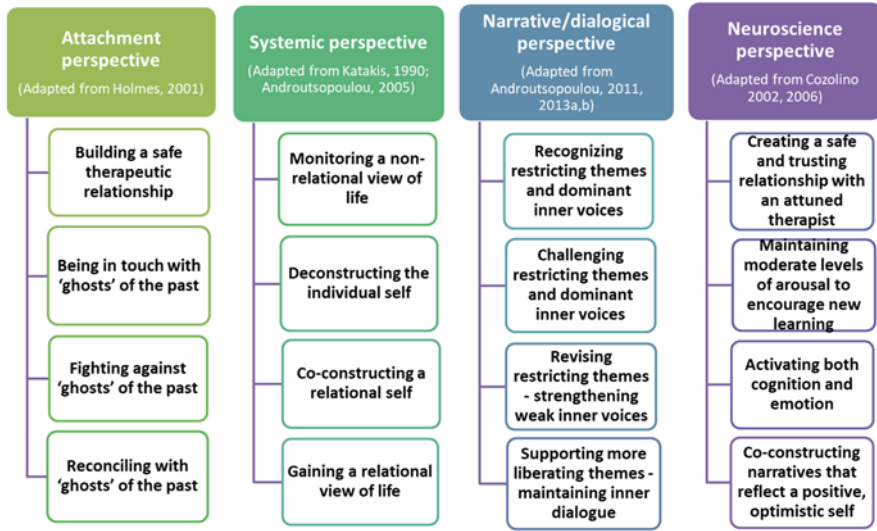 Attachment
perspective
(Adapted from Holmes, 2001)
Building a safe
therapeutic
relationship
Being in touch with
‘ghosts’ of the past
Fighting against
‘ghosts’ of the past
Reconciling with
‘ghosts’ of the past
Systemic perspective
(Adapted from Katakis, 1990;
Androutsopoulou, 2005)
Monitoring a non-
relational view of
life
Deconstructing the
individual self
Co-constructing a
relational self
Gaining a relational
view of life
Narrative/dialogical
perspective
(Adapted from
Androutsopoulou, 2011,
2013a,b)
Recognizing
restricting themes
and dominant
inner voices
Challenging
restricting themes
and dominant
inner voices
Revising
restricting themes
- strengthening
weak inner voices
Supporting more
liberating themes -
maintaining inner
dialogue
Neuroscience
perspective
(Adapted from Cozolino
2002, 2006)
Creating a safe
and trusting
relationship with
an attuned
therapist
Maintaining
moderate levels
of arousal to
encourage new
learning
Activating both
cognition and
emotion
Co-constructing
narratives that
reflect a positive,
optimistic self